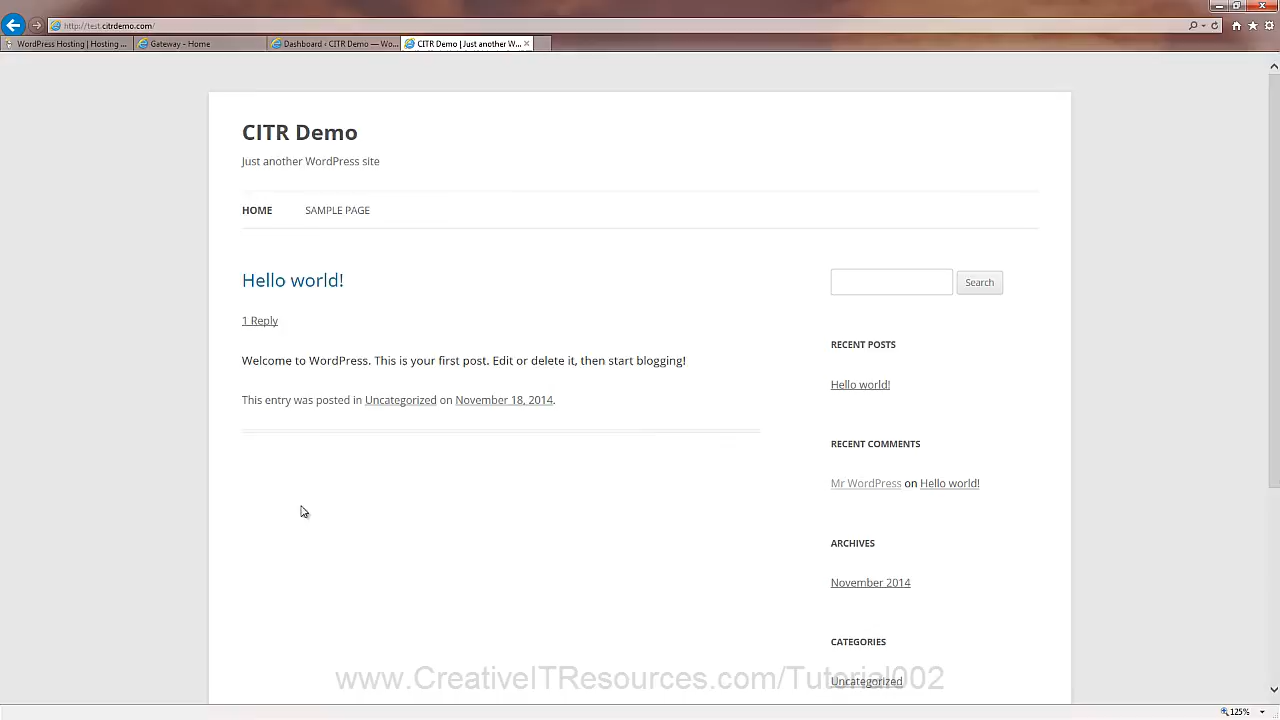 http://test.citrdemo.com/
WordPress Hosting | Hosting ...
Gateway - Home
Dashboard ‹ CITR Demo — Wo...
CITR Demo | Just another W...
CITR Demo
Just another WordPress site
HOME
SAMPLE PAGE
Hello world!
Search
1 Reply
RECENT POSTS
Welcome to WordPress. This is your first post. Edit or delete it, then start blogging!
Hello world!
This entry was posted in Uncategorized on November 18, 2014.
RECENT COMMENTS
Mr WordPress on Hello world!
ARCHIVES
November 2014
CATEGORIES
Uncategorized
www.CreativeITResources.com/Tutorial002
125%